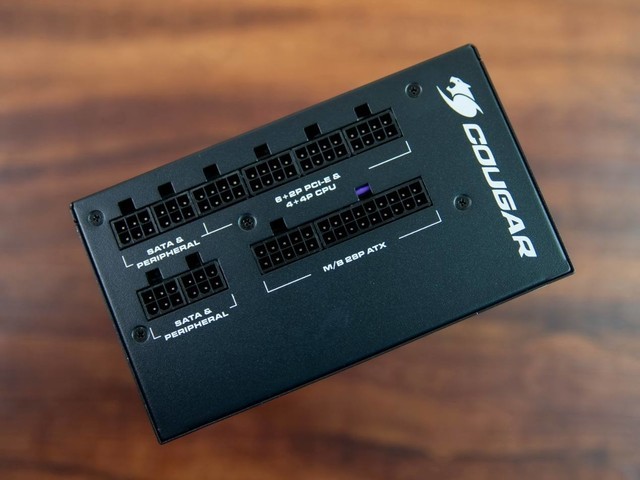 COUGAR
6+2P PCI-E &
4+4P CPU
SATA &
PERIPHERAL
M/B 28P ATX
SATA &
PERIPHERAL